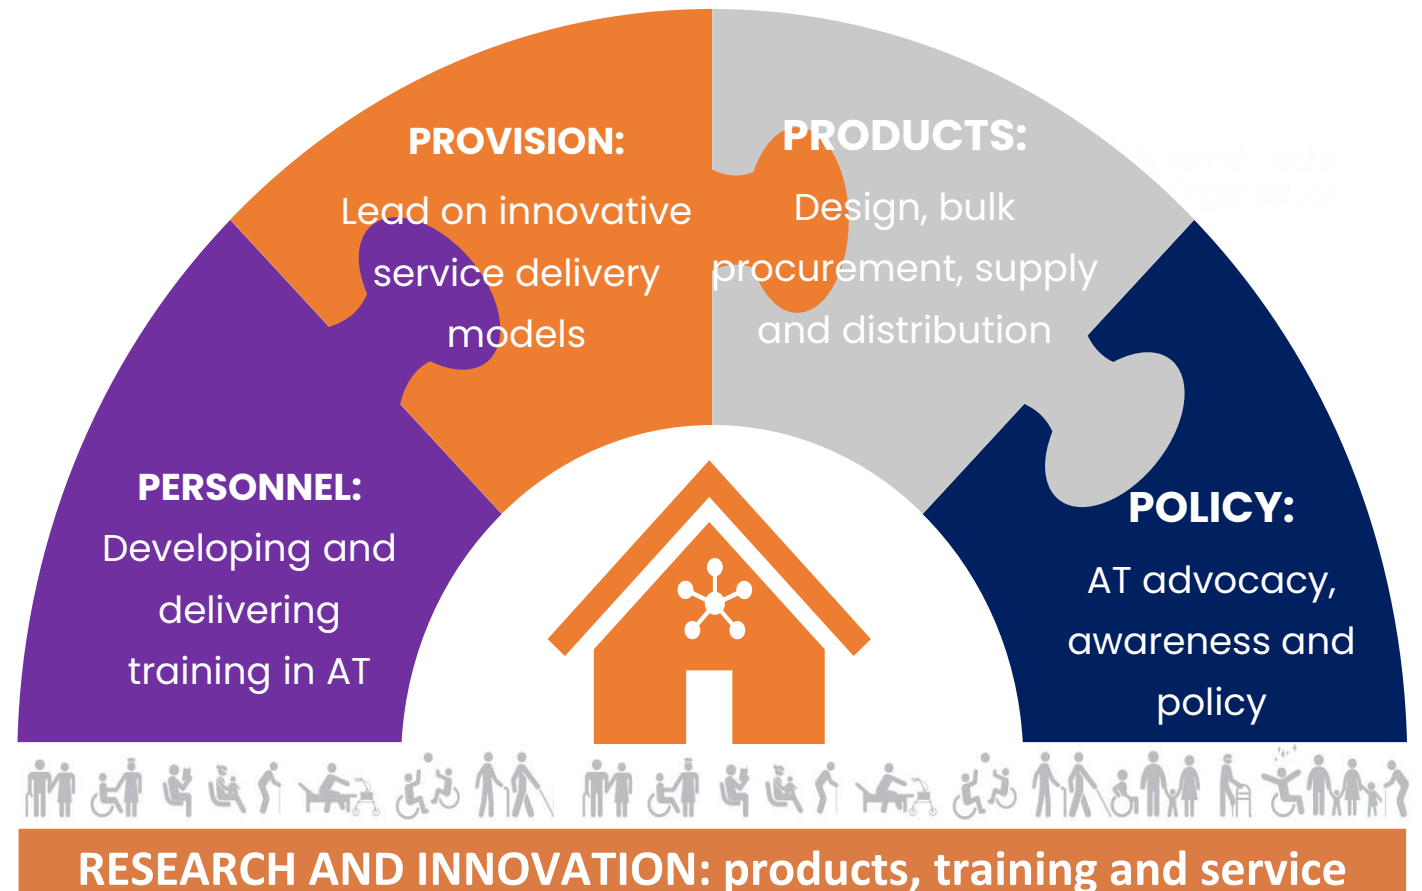 PROVISION:
Lead on innovative
service delivery
models
PRODUCTS:
Design, bulk
procurement, supply
and distribution
PERSONNEL:
Developing and
delivering
training in AT
POLICY:
AT advocacy,
awareness and
policy
RESEARCH AND INNOVATION: products, training and service